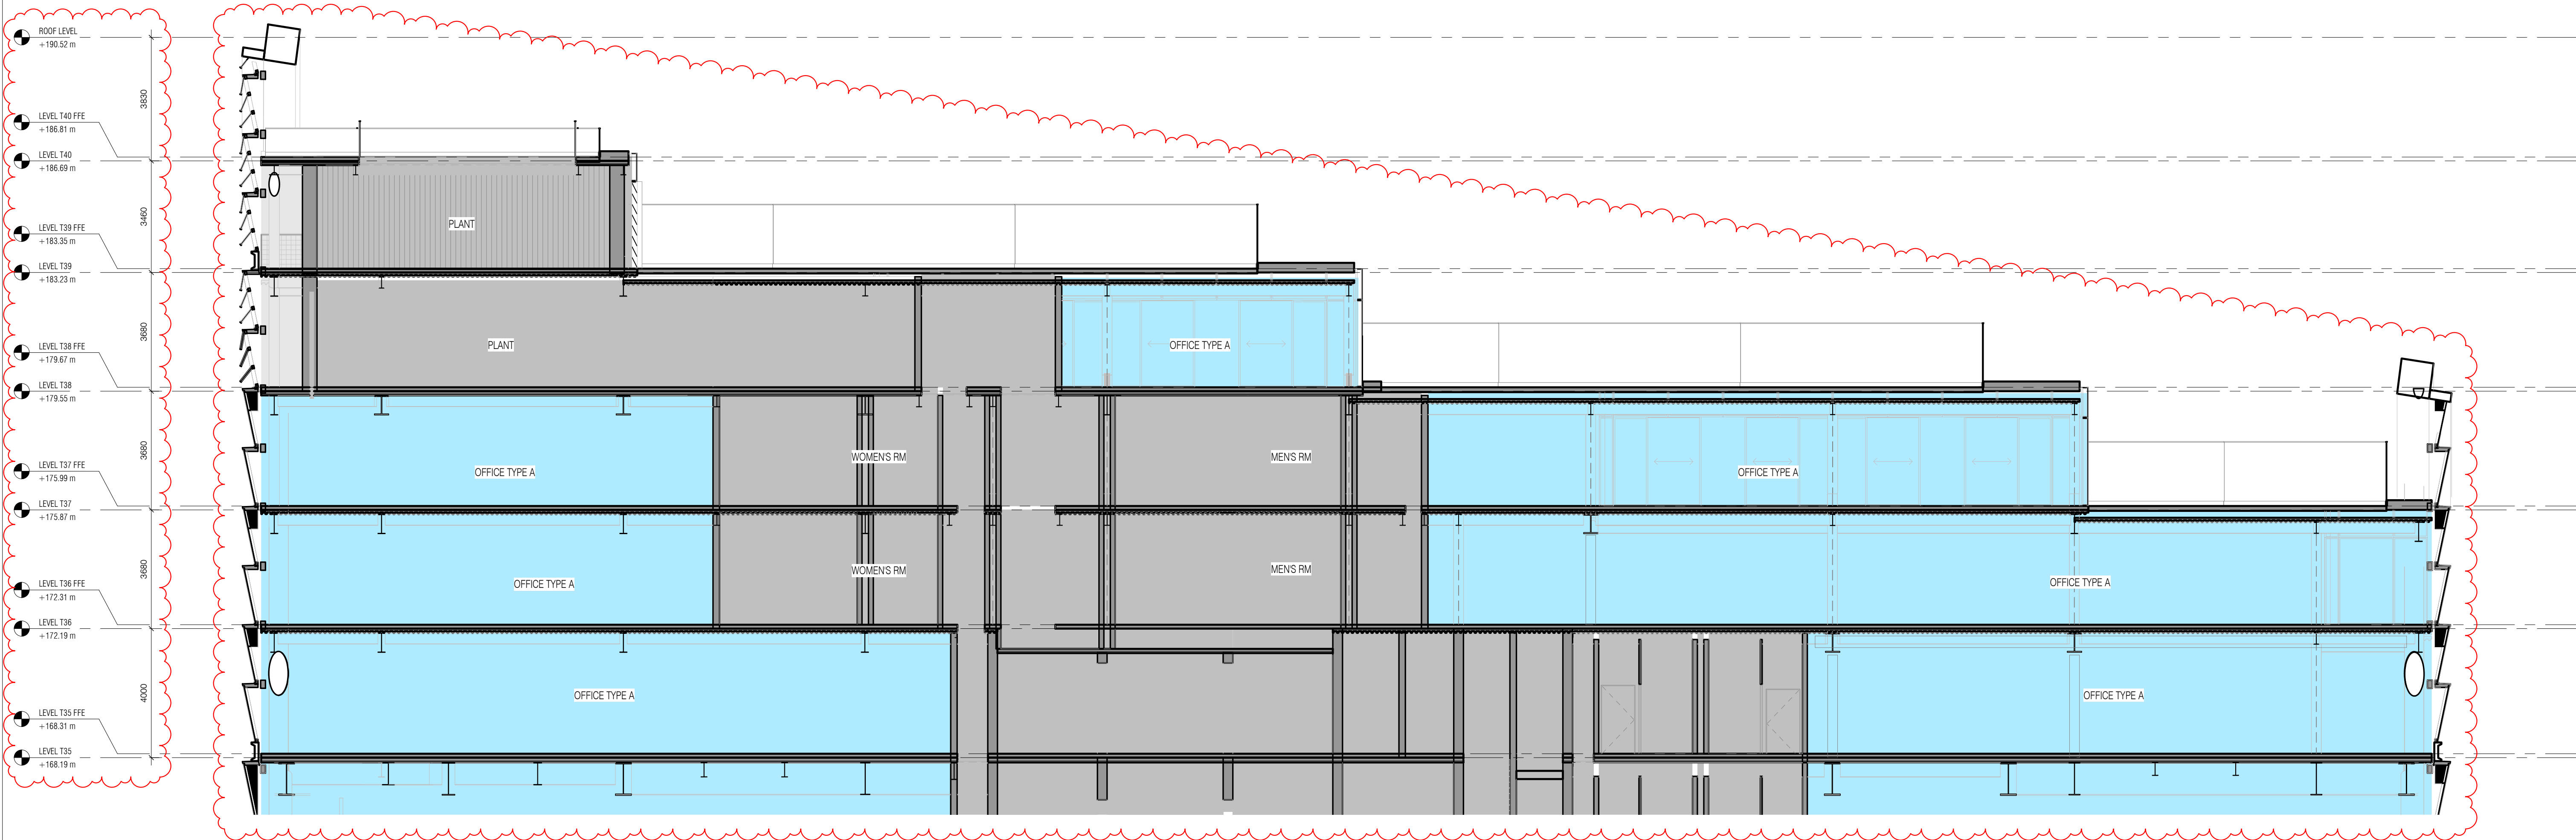 ROOF LEVEL
+190.52 m
3830
LEVEL T40 FFE
+186.81 m
LEVEL T40
+186.69 m
3460
PLANT
LEVEL T39 FFE
+183.35 m
LEVEL T39
+183.23 m
3680
PLANT
OFFICE TYPE A
LEVEL T38 FFE
+179.67 m
LEVEL T38
+179.55 m
3680
OFFICE TYPE A
WOMEN'S RM
MEN'S RM
OFFICE TYPE A
LEVEL T37 FFE
+175.99 m
LEVEL T37
+175.87 m
3680
OFFICE TYPE A
WOMEN'S RM
MEN'S RM
OFFICE TYPE A
LEVEL T36 FFE
+172.31 m
LEVEL T36
+172.19 m
4000
OFFICE TYPE A
OFFICE TYPE A
LEVEL T35 FFE
+168.31 m
LEVEL T35
+168.19 m